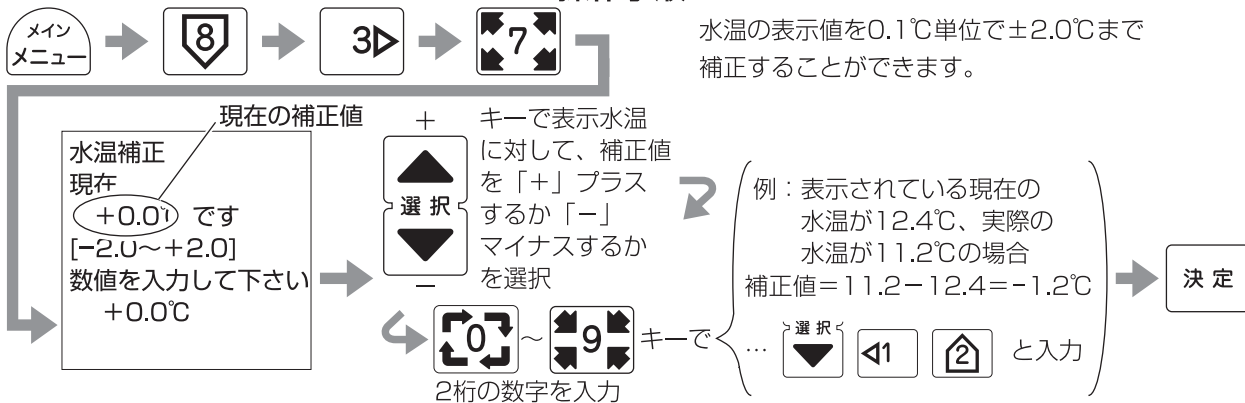 メイン
メニュー
8
3
7
水温の表示値を0.1℃単位で±2.0℃まで
補正することができます。
現在の補正値
水温補正
現在
+0.0℃ です
[−2.0〜+2.0]
数値を入力して下さい
+0.0℃
+
選択
−
キーで表示水温
に対して、補正値
を「+」プラス
するか「−」
マイナスするか
を選択
0 〜 9 キーで
2桁の数字を入力
例：表示されている現在の
水温が12.4℃、実際の
水温が11.2℃の場合
補正値＝11.2−12.4＝−1.2℃
… 選択 1 2 と入力
決定